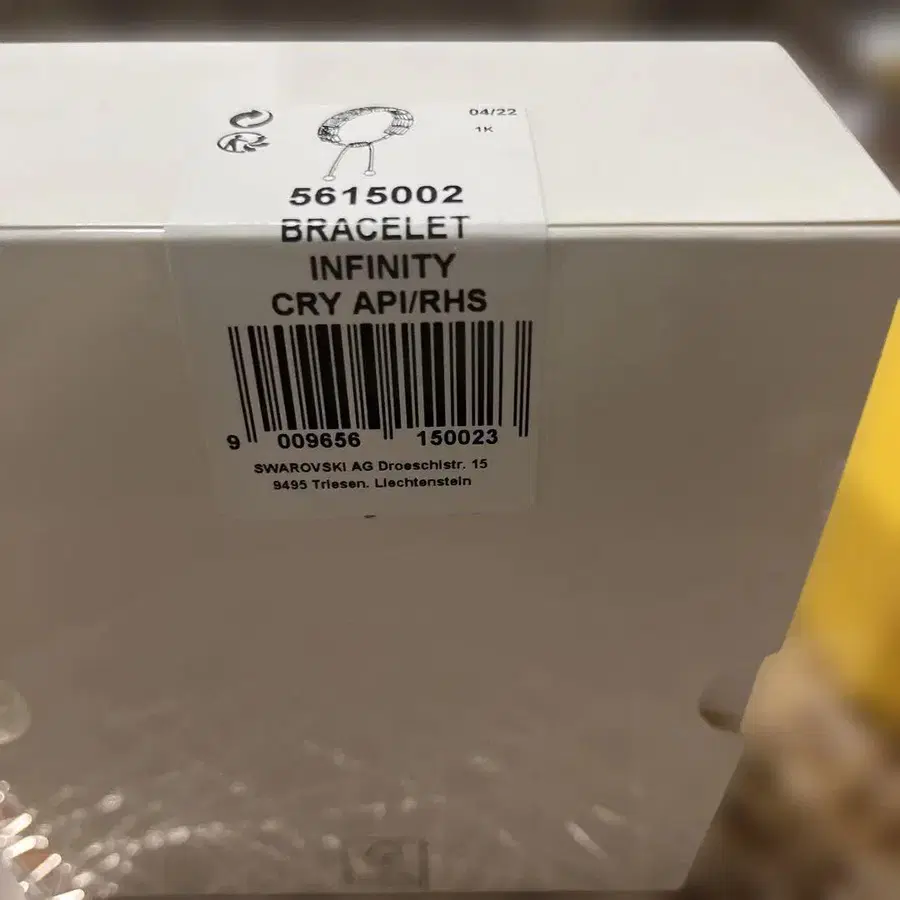 04/22
1K
5615002
BRACELET
INFINITY
CRY API/RHS
9 009656 150023
SWAROVSKI AG Droeschistr. 15
9495 Triesen. Liechtenstein